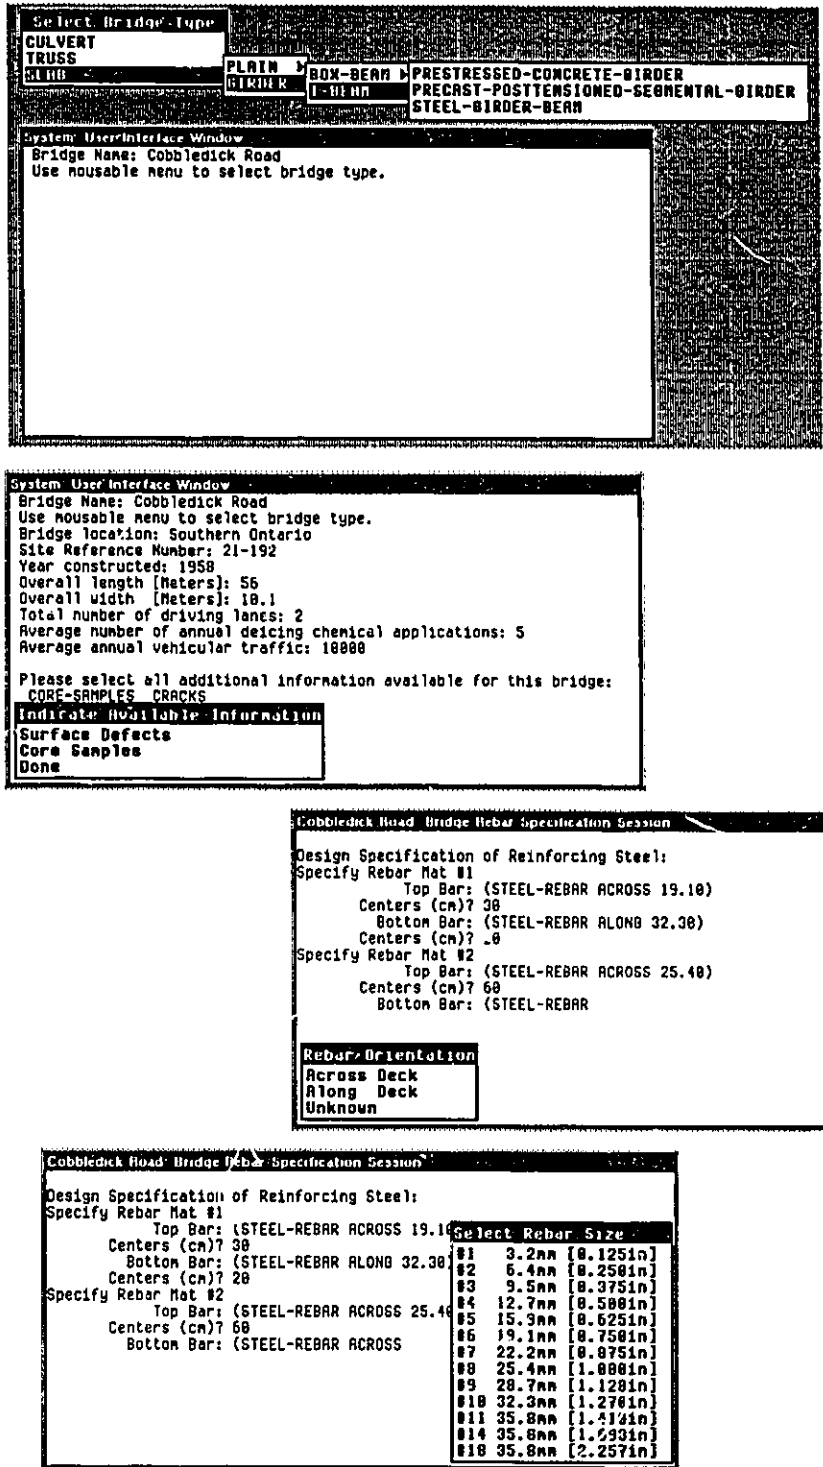 Select Bridge Type
CULVERT
TRUSS
SLAB
PLAIN
GIRDER
BOX-BEAM
I-BEAM
PRESTRESSED-CONCRETE-GIRDER
PRECAST-POSTTENSIONED-SEGMENTAL-GIRDER
STEEL-GIRDER-BEAM
System User Interface Window
Bridge Name: Cobbledick Road
Use mousable menu to select bridge type.
System User Interface Window
Bridge Name: Cobbledick Road
Use mousable menu to select bridge type.
Bridge location: Southern Ontario
Site Reference Number: 21-192
Year constructed: 1958
Overall length [Meters]: 56
Overall width [Meters]: 10.1
Total number of driving lanes: 2
Average number of annual deicing chemical applications: 5
Average annual vehicular traffic: 10000
Please select all additional information available for this bridge:
CORE-SAMPLES CRACKS
Indicate Available Information
Surface Defects
Core Samples
Done
Cobbledick Road Bridge Rebar Specification Session
Design Specification of Reinforcing Steel:
Specify Rebar Mat #1
Top Bar: (STEEL-REBAR ACROSS 19.10)
Centers (cm)? 30
Bottom Bar: (STEEL-REBAR ALONG 32.30)
Centers (cm)?
Specify Rebar Mat #2
Top Bar: (STEEL-REBAR ACROSS 25.40)
Centers (cm)? 60
Bottom Bar: (STEEL-REBAR
Rebar Orientation
Across Deck
Along Deck
Unknown
Cobbledick Road Bridge Rebar Specification Session
Design Specification of Reinforcing Steel:
Specify Rebar Mat #1
Top Bar: (STEEL-REBAR ACROSS 19.10
Centers (cm)? 30
Bottom Bar: (STEEL-REBAR ALONG 32.30
Centers (cm)? 20
Specify Rebar Mat #2
Top Bar: (STEEL-REBAR ACROSS 25.40
Centers (cm)? 60
Bottom Bar: (STEEL-REBAR ACROSS
Select Rebar Size
#1 3.2mm [0.125in]
#2 6.4mm [0.250in]
#3 9.5mm [0.375in]
#4 12.7mm [0.500in]
#5 15.9mm [0.625in]
#6 19.1mm [0.750in]
#7 22.2mm [0.875in]
#8 25.4mm [1.000in]
#9 28.7mm [1.128in]
#10 32.3mm [1.270in]
#11 35.8mm
#14 35.8mm
#18 35.8mm [2.257in]